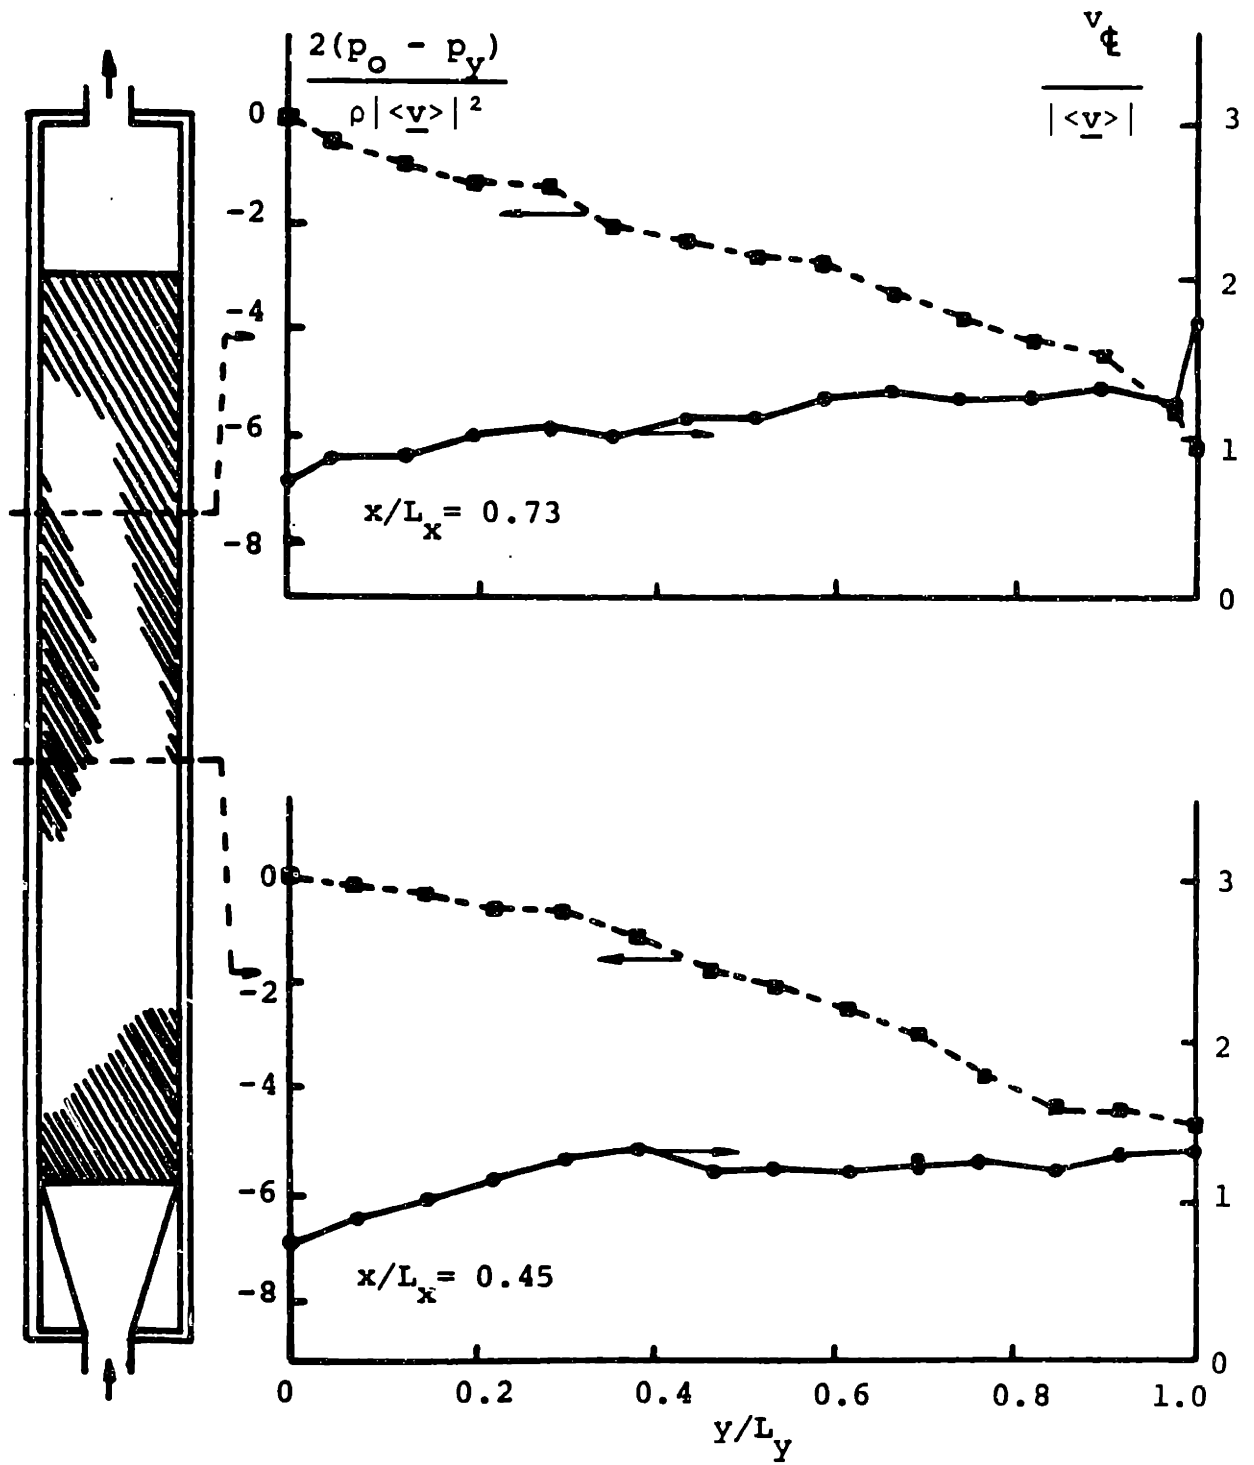 2(p_o - p_y)
ρ|<v>|²
v_℄
|<v>|
0
-2
-4
-6
-8
3
2
1
0
x/L_x = 0.73
0
-2
-4
-6
-8
3
2
1
0
x/L_x = 0.45
0 0.2 0.4 0.6 0.8 1.0
y/L_y